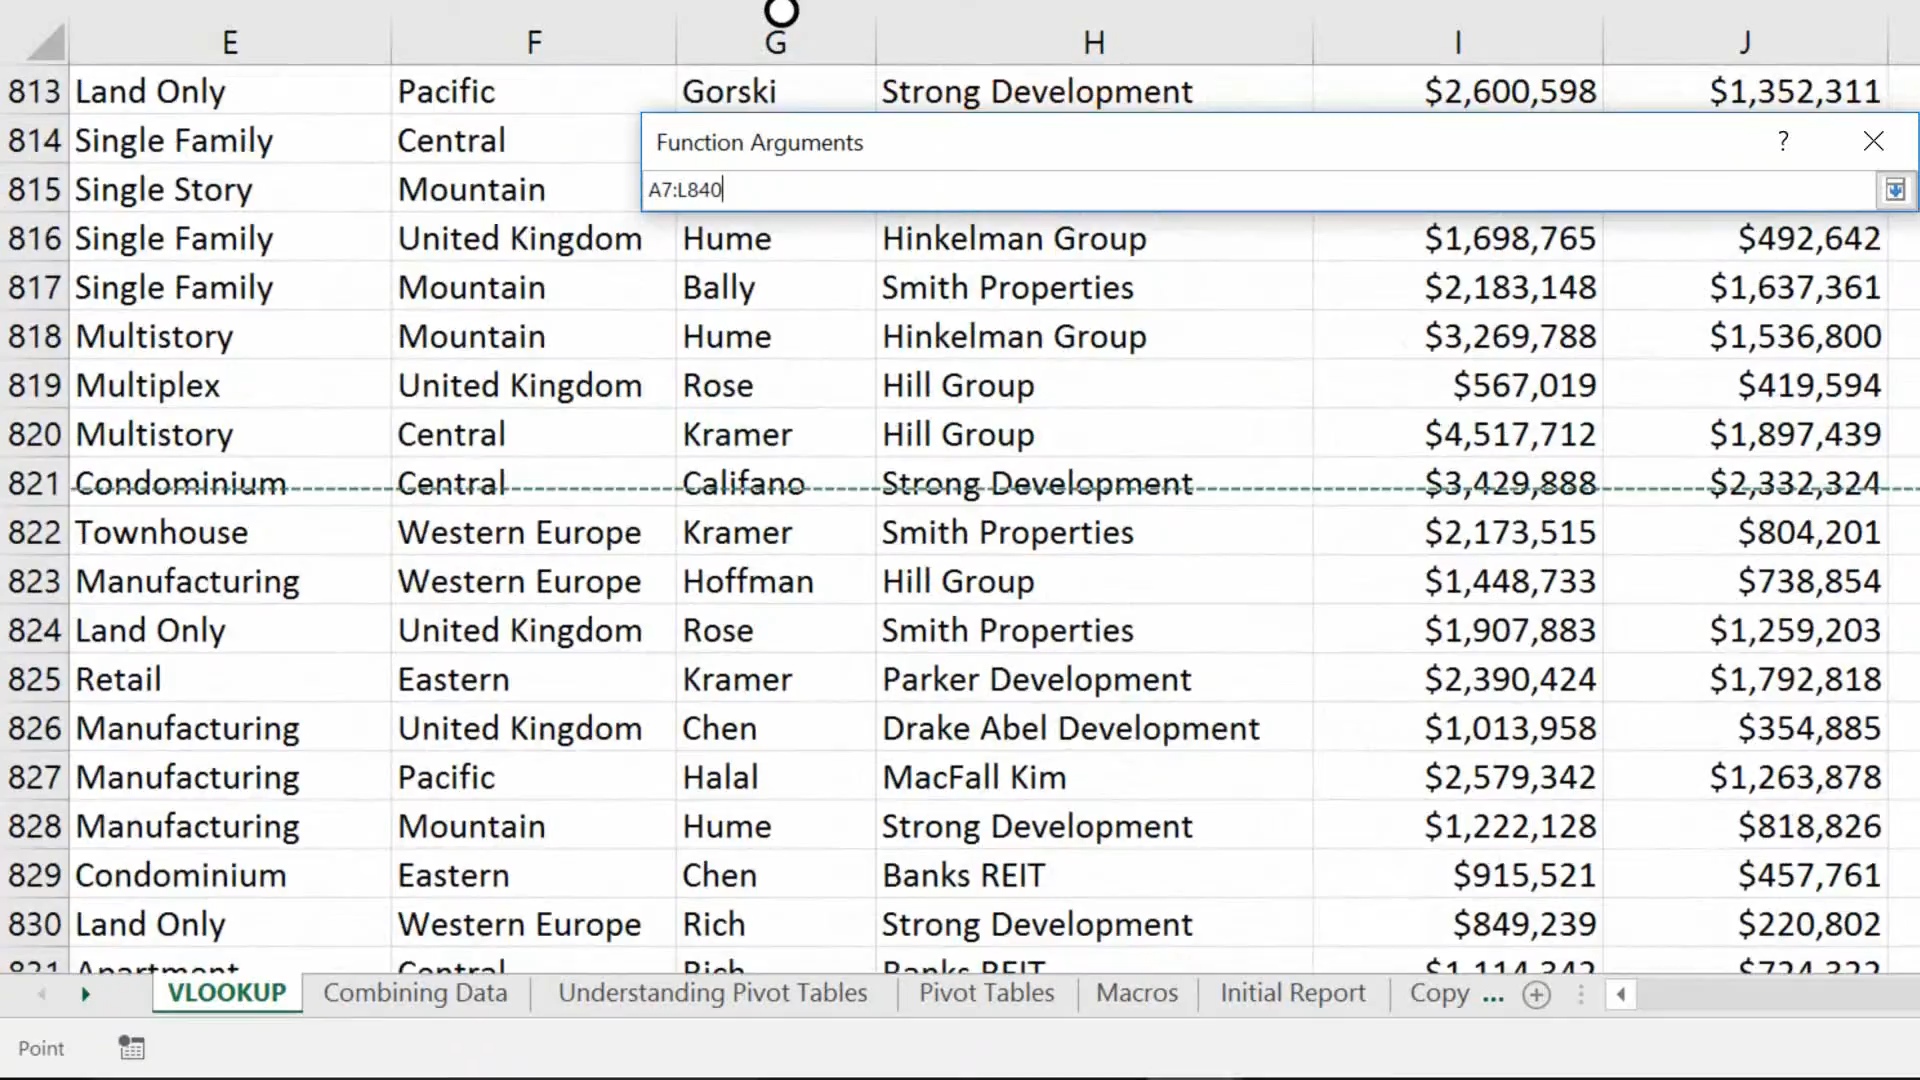 E F G H I J
813 Land Only Pacific Gorski Strong Development $2,600,598 $1,352,311
814 Single Family Central
Function Arguments ?
815 Single Story Mountain
A7:L840
816 Single Family United Kingdom Hume Hinkelman Group $1,698,765 $492,642
817 Single Family Mountain Bally Smith Properties $2,183,148 $1,637,361
818 Multistory Mountain Hume Hinkelman Group $3,269,788 $1,536,800
819 Multiplex United Kingdom Rose Hill Group $567,019 $419,594
820 Multistory Central Kramer Hill Group $4,517,712 $1,897,439
821 Condominium Central Califano Strong Development $3,429,888 $2,332,324
822 Townhouse Western Europe Kramer Smith Properties $2,173,515 $804,201
823 Manufacturing Western Europe Hoffman Hill Group $1,448,733 $738,854
824 Land Only United Kingdom Rose Smith Properties $1,907,883 $1,259,203
825 Retail Eastern Kramer Parker Development $2,390,424 $1,792,818
826 Manufacturing United Kingdom Chen Drake Abel Development $1,013,958 $354,885
827 Manufacturing Pacific Halal MacFall Kim $2,579,342 $1,263,878
828 Manufacturing Mountain Hume Strong Development $1,222,128 $818,826
829 Condominium Eastern Chen Banks REIT $915,521 $457,761
830 Land Only Western Europe Rich Strong Development $849,239 $220,802
831 Apartment Central Rich Banks REIT $1,114,342 $724,322
VLOOKUP Combining Data Understanding Pivot Tables Pivot Tables Macros Initial Report Copy ...
Point